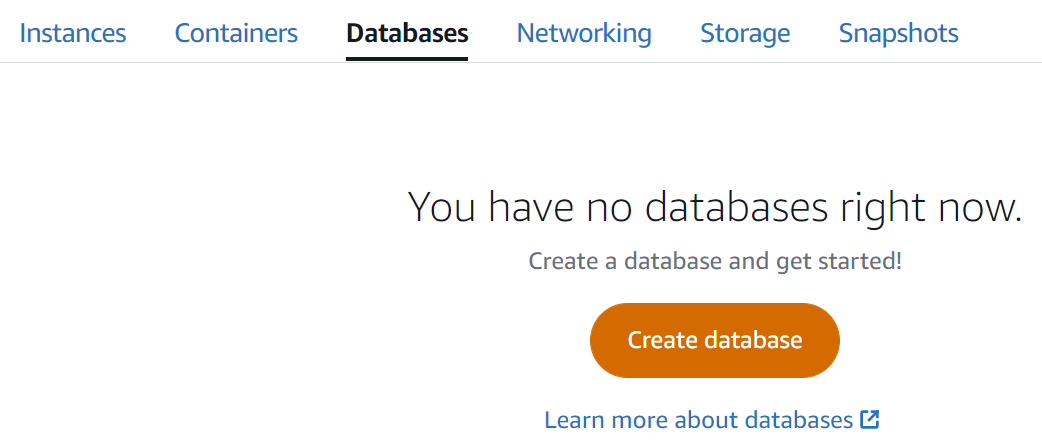 Instances Containers Databases Networking Storage Snapshots
You have no databases right now.
Create a database and get started!
Create database
Learn more about databases